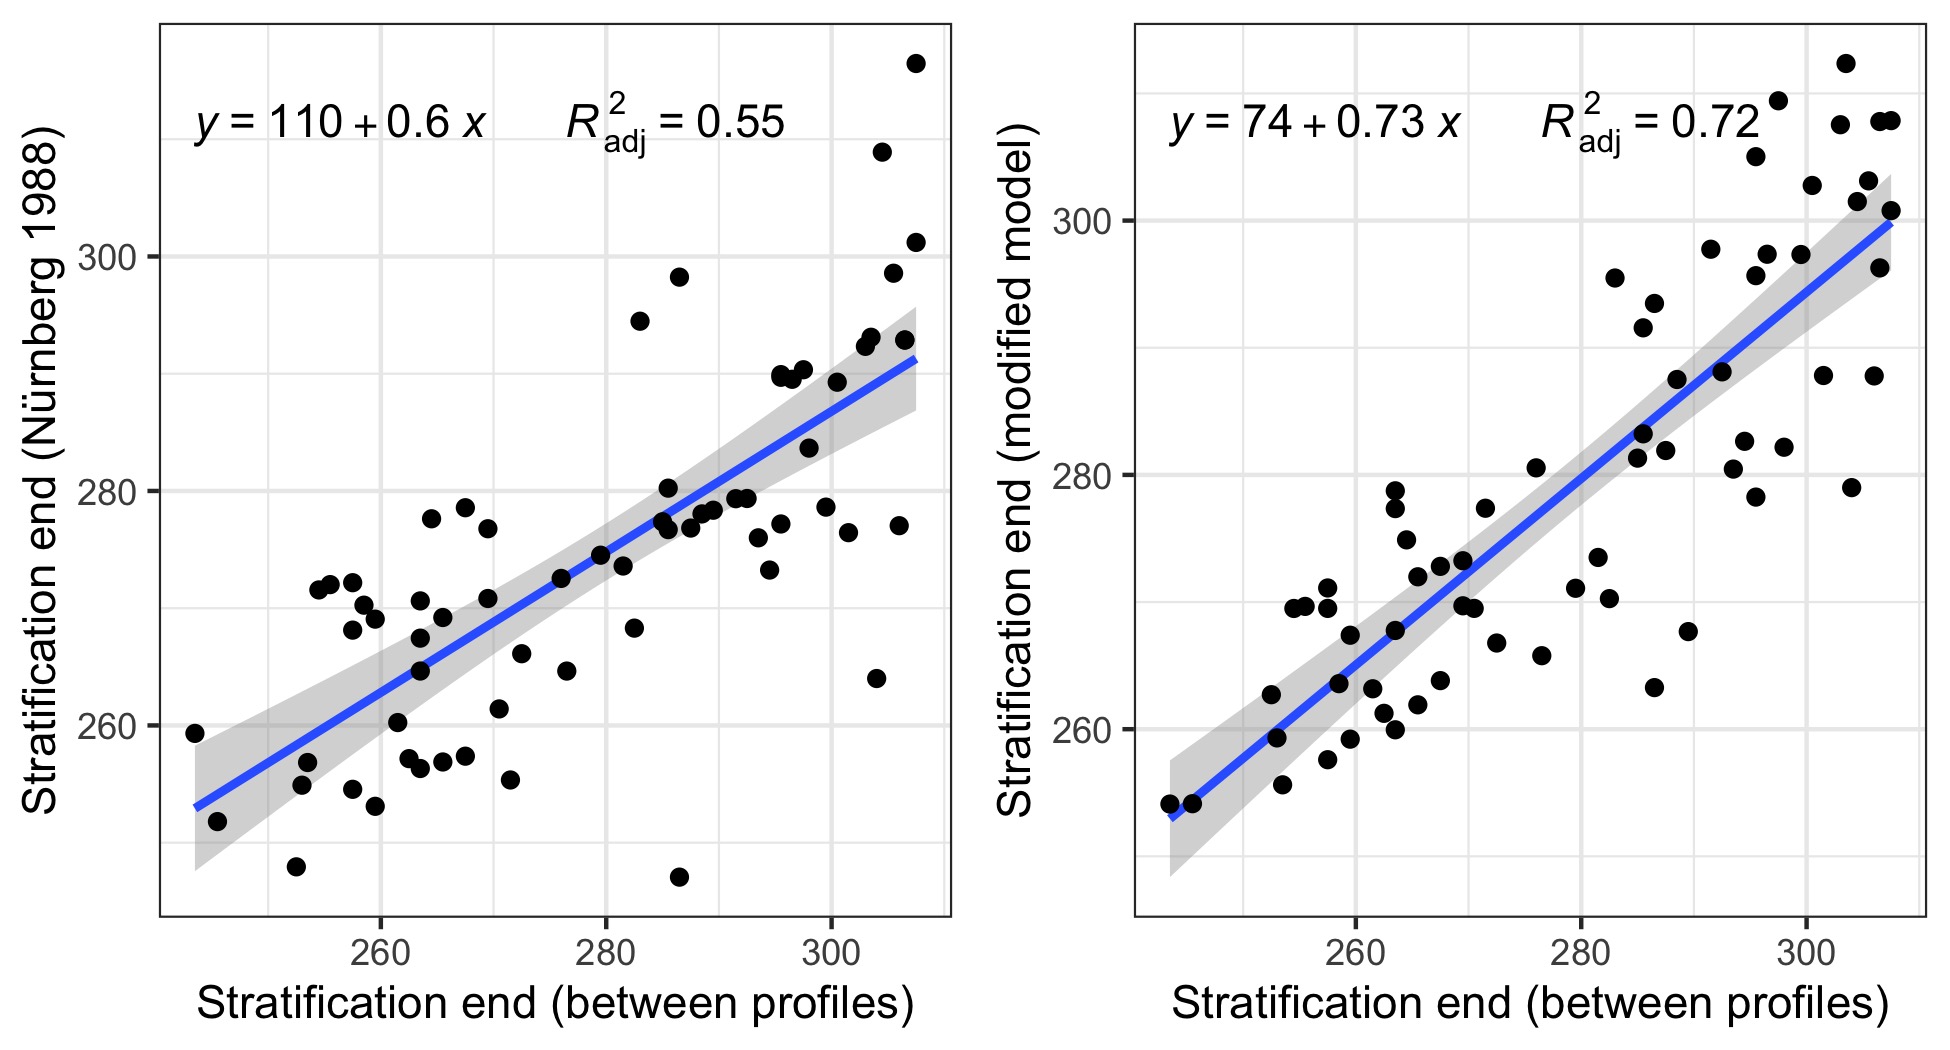 y = 110 + 0.6 x R²adj = 0.55
Stratification end (Nürnberg 1988)
300
280
260
260 280 300
Stratification end (between profiles)
y = 74 + 0.73 x R²adj = 0.72
Stratification end (modified model)
300
280
260
260 280 300
Stratification end (between profiles)